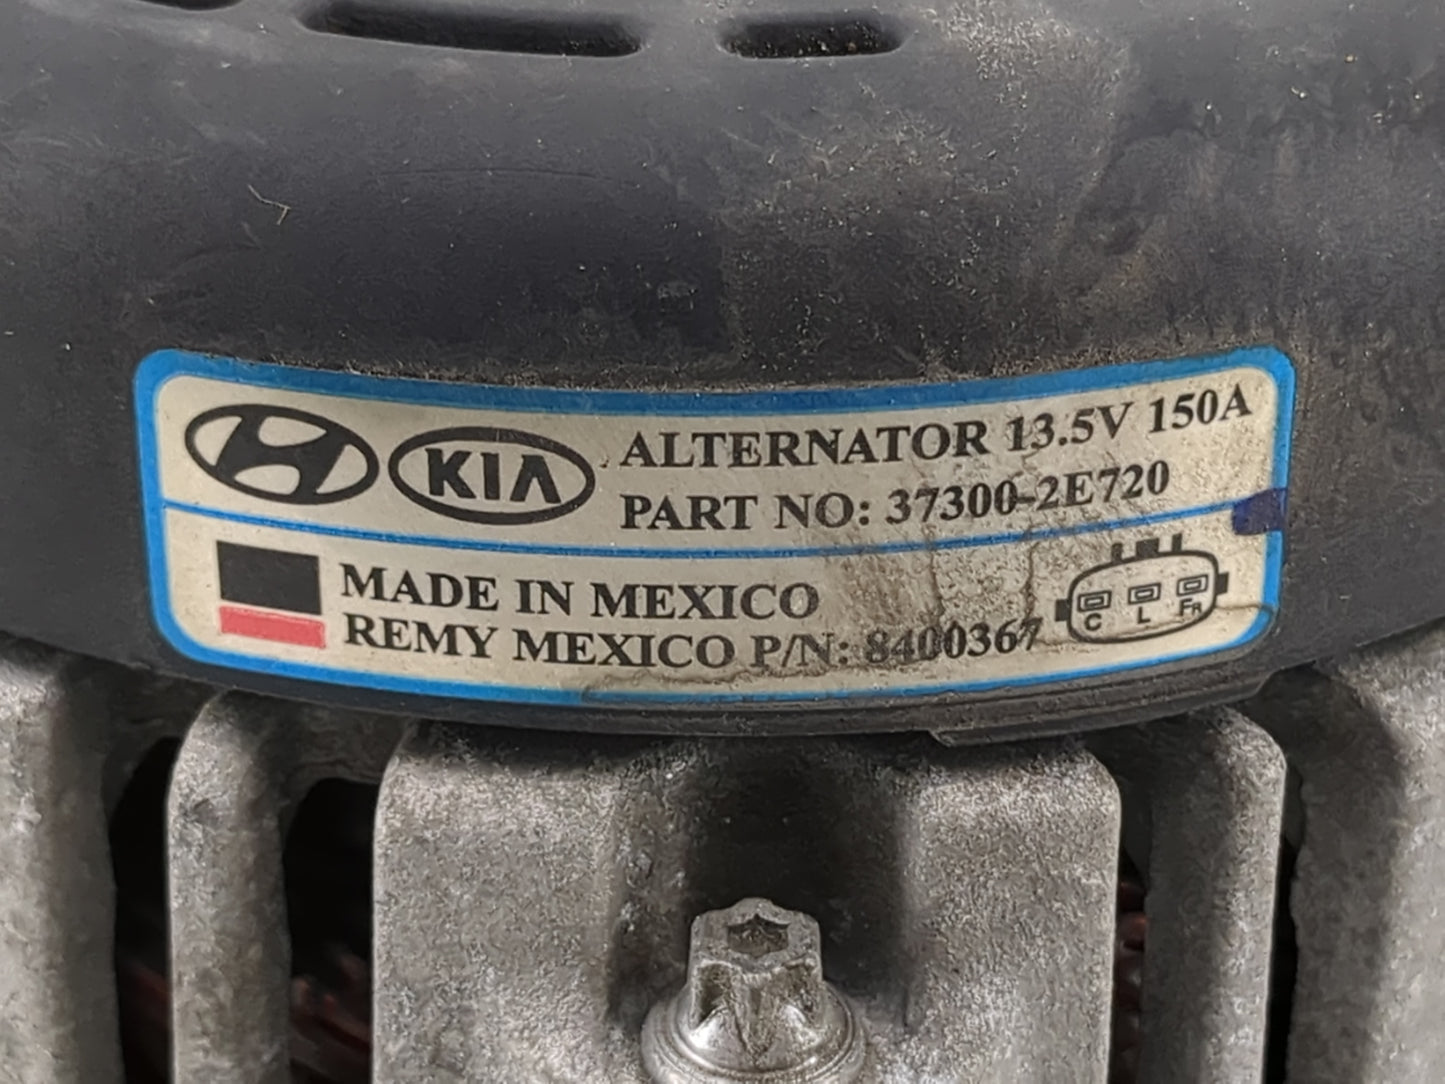 KIA ALTERNATOR 13.5V 150A
PART NO: 37300-2E720
MADE IN MEXICO
REMY MEXICO P/N: 8400367
C L FR